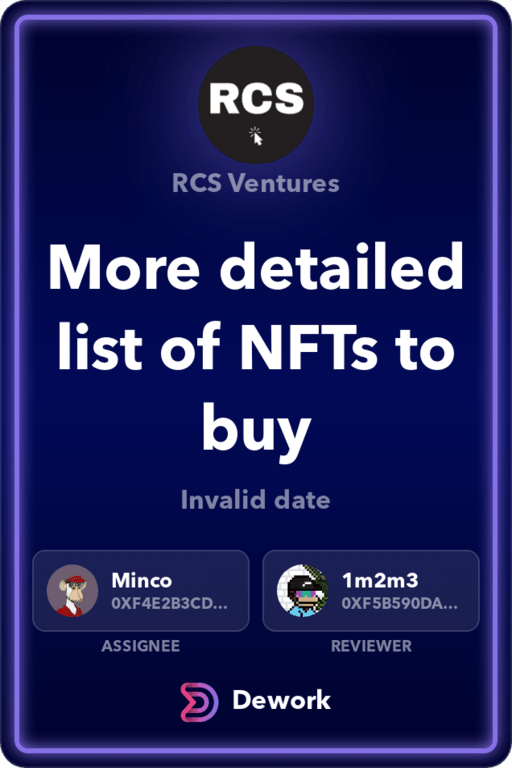 RCS
RCS Ventures
More detailed
list of NFTs to
buy
Invalid date
Minco
0XF4E2B3CD...
1m2m3
0XF5B590DA...
ASSIGNEE
REVIEWER
Dework